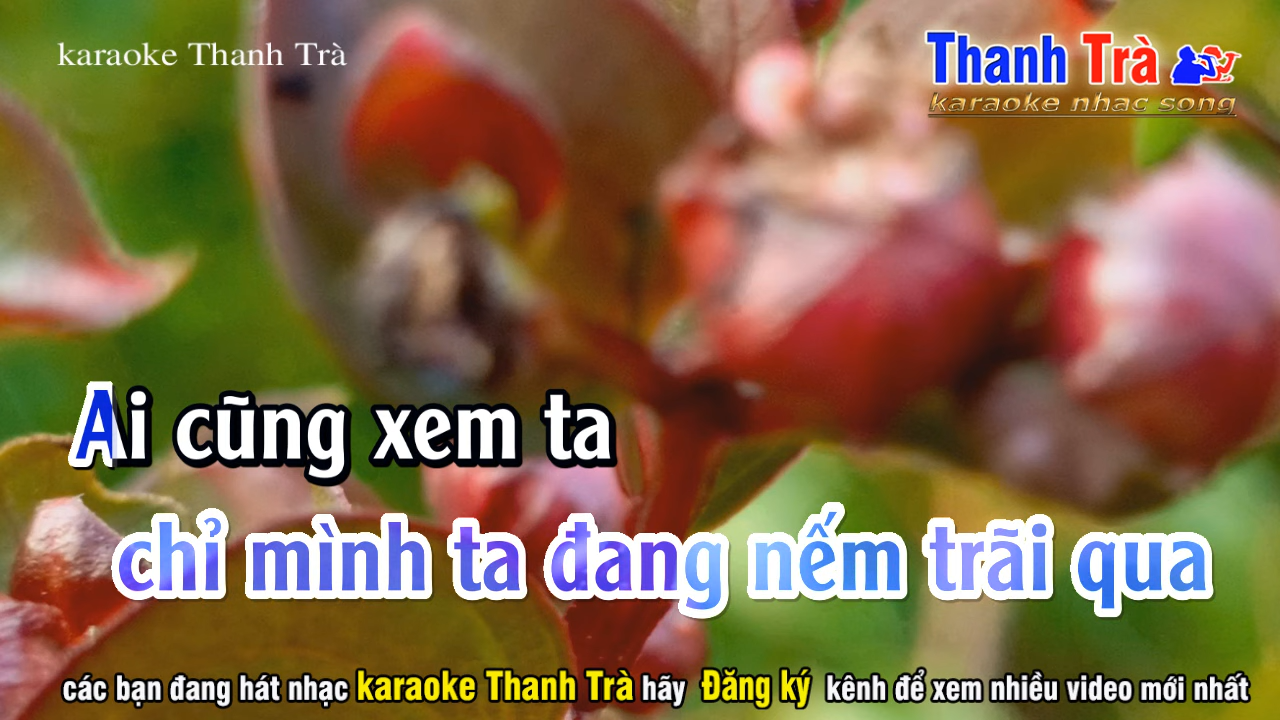 karaoke Thanh Trà
Thanh Trà
karaoke nhac song
Ai cũng xem ta
chỉ mình ta đang nếm trãi qua
các bạn đang hát nhạc karaoke Thanh Trà hãy Đăng ký kênh để xem nhiều video mới nhất